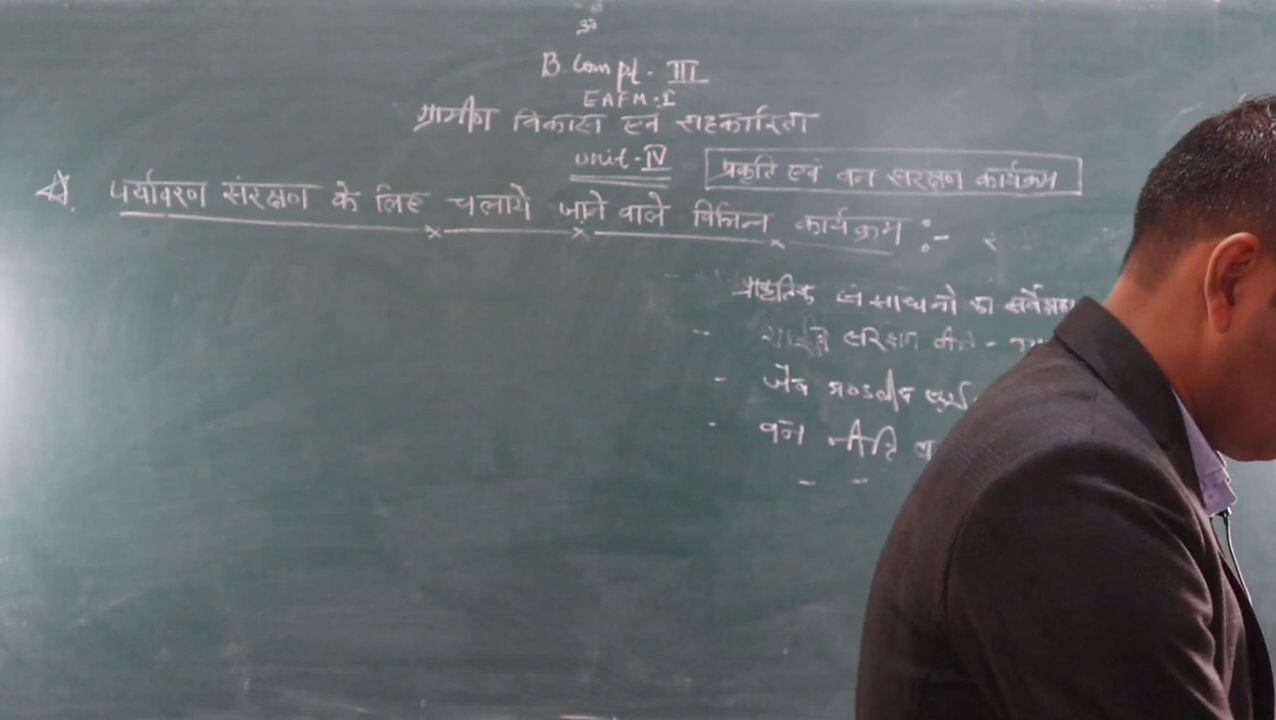 ॐ
B.Com pt. III
EAFM-I
ग्रामीण विकास एवं सहकारिता
Unit-IV
प्रकृति एवं वन संरक्षण कार्यक्रम
पर्यावरण संरक्षण के लिए चलाये जाने वाले विभिन्न कार्यक्रम :-
प्राकृतिक संसाधनों का सर्वेक्षण
-
- जैव
- वन नीति
- -